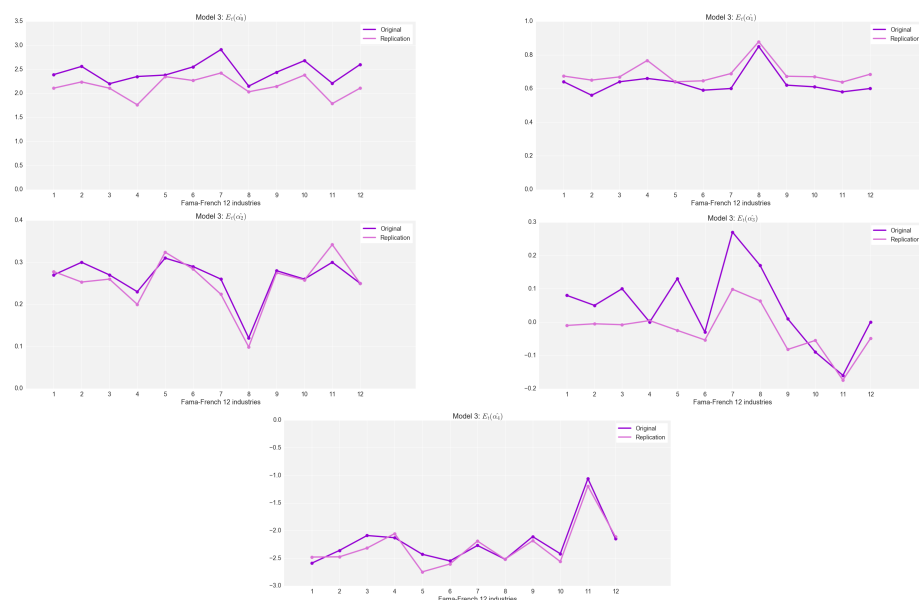 Model 3: E_t(α̂_0)
3.5
3.0
2.5
2.0
1.5
1.0
0.5
0.0
Original
Replication
1 2 3 4 5 6 7 8 9 10 11 12
Fama-French 12 industries
Model 3: E_t(α̂_1)
1.0
0.8
0.6
0.4
0.2
0.0
Original
Replication
1 2 3 4 5 6 7 8 9 10 11 12
Fama-French 12 industries
Model 3: E_t(α̂_2)
0.4
0.3
0.2
0.1
0.0
Original
Replication
1 2 3 4 5 6 7 8 9 10 11 12
Fama-French 12 industries
Model 3: E_t(α̂_3)
0.3
0.2
0.1
0.0
−0.1
−0.2
Original
Replication
1 2 3 4 5 6 7 8 9 10 11 12
Fama-French 12 industries
Model 3: E_t(α̂_4)
0.0
−0.5
−1.0
−1.5
−2.0
−2.5
−3.0
Original
Replication
1 2 3 4 5 6 7 8 9 10 11 12
Fama-French 12 industries